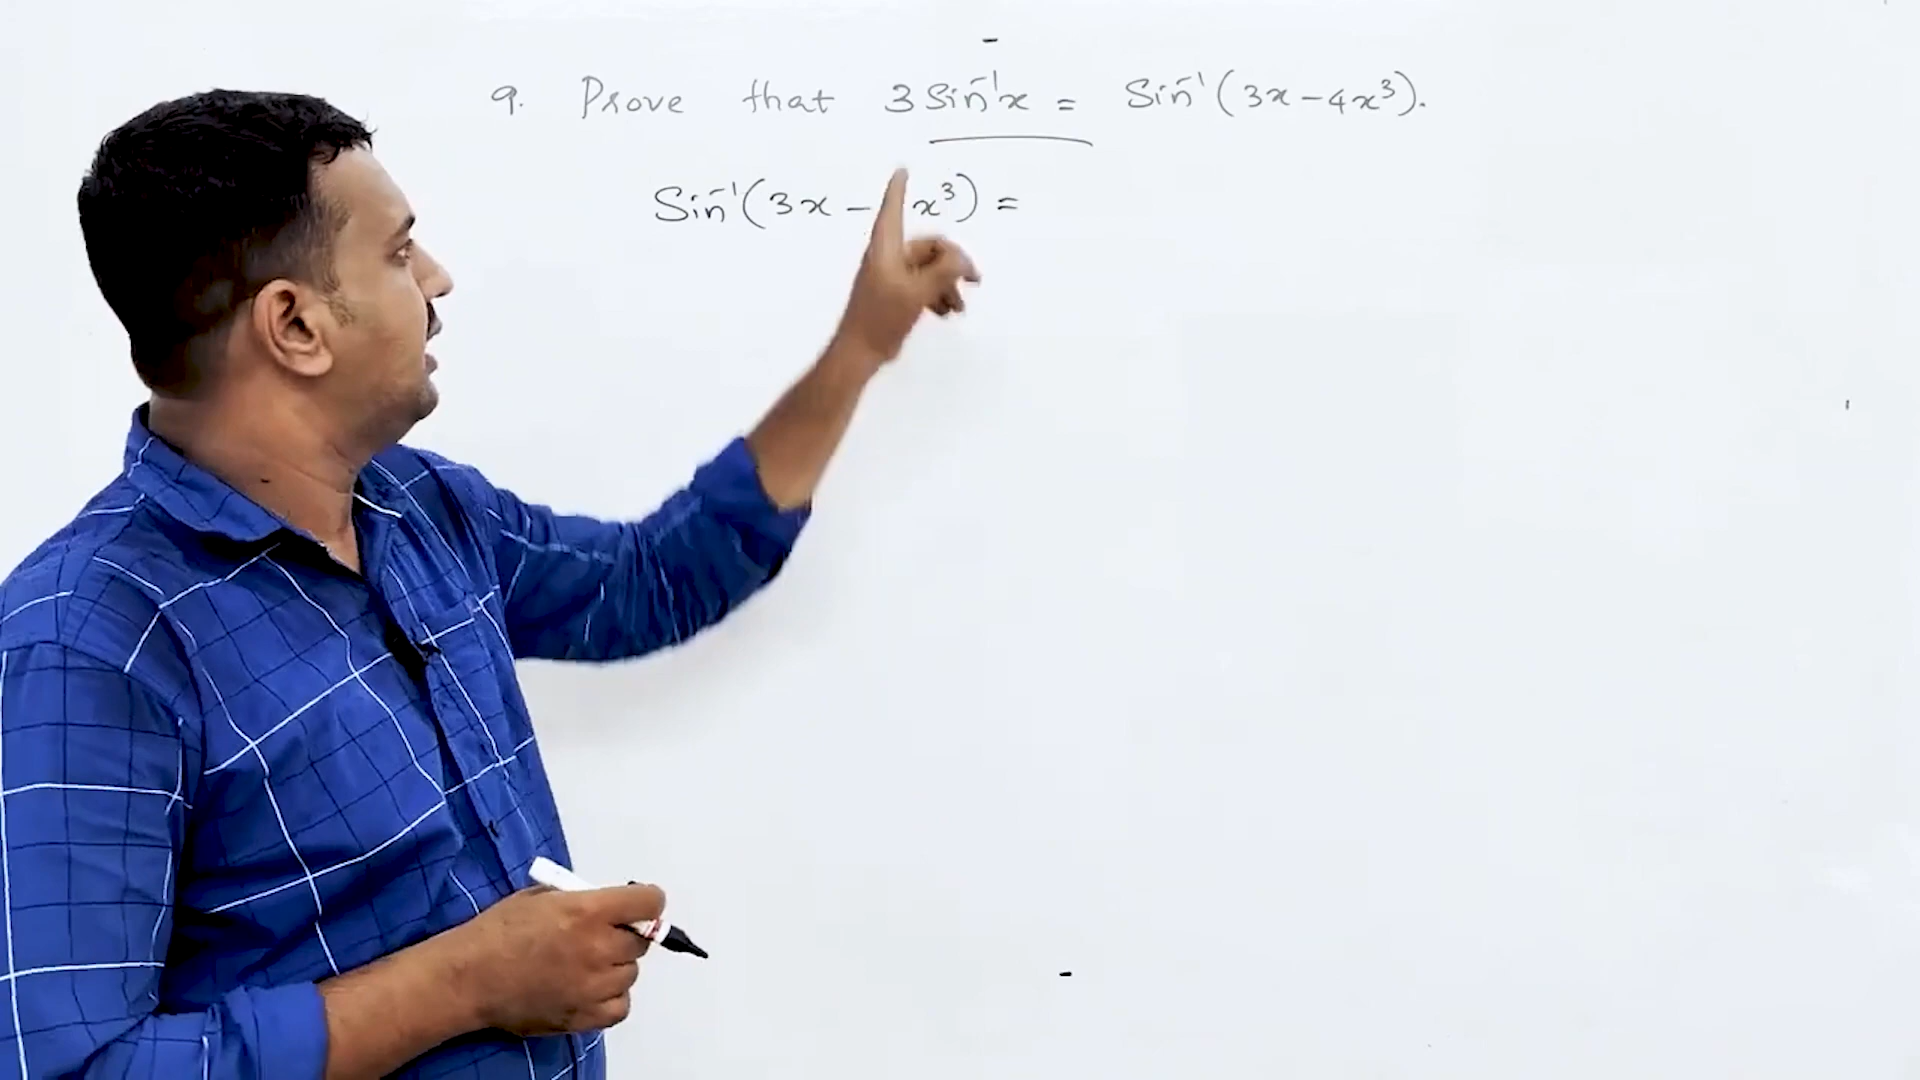 9. Prove that 3 Sin⁻¹x = Sin⁻¹(3x-4x³).
Sin⁻¹(3x - x³) =